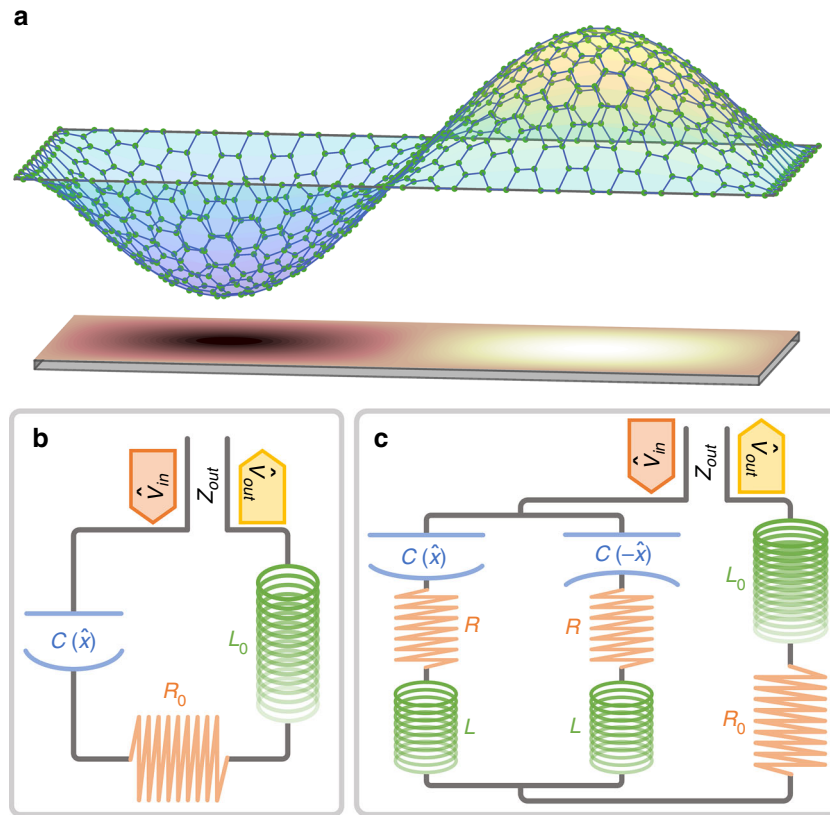 a
b
V̂in
Zout
V̂out
C (x̂)
L0
R0
c
V̂in
Zout
V̂out
C (x̂)
C (−x̂)
L0
R
R
L
L
R0